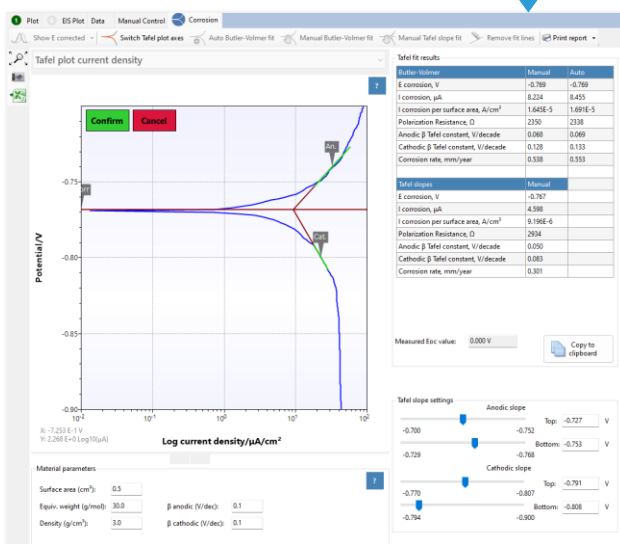 1 Plot EIS Plot Data Manual Control Corrosion
Show E corrected Switch Tafel plot axes Auto Butler-Volmer fit Manual Butler-Volmer fit Manual Tafel slope fit Remove fit lines Print report
Tafel plot current density
?
Confirm Cancel
An.
Cat.
-0.75
-0.80
-0.85
-0.90
Potential/V
10-2 10-1 100 101 102
X: -7.253 E-1 V
Y: 2.268 E+0 Log10(µA)
Log current density/µA/cm2
Material parameters
?
Surface area (cm2): 0.5
Equiv. weight (g/mol): 30.0 β anodic (V/dec): 0.1
Density (g/cm3): 3.0 β cathodic (V/dec): 0.1
Tafel fit results
Butler-Volmer Manual Auto
E corrosion, V -0.769 -0.769
I corrosion, µA 8.224 8.455
I corrosion per surface area, A/cm2 1.645E-5 1.691E-5
Polarization Resistance, Ω 2350 2338
Anodic β Tafel constant, V/decade 0.068 0.069
Cathodic β Tafel constant, V/decade 0.128 0.133
Corrosion rate, mm/year 0.538 0.553
Tafel slopes Manual
E corrosion, V -0.767
I corrosion, µA 4.598
I corrosion per surface area, A/cm2 9.196E-6
Polarization Resistance, Ω 2934
Anodic β Tafel constant, V/decade 0.050
Cathodic β Tafel constant, V/decade 0.083
Corrosion rate, mm/year 0.301
Measured Eoc value: 0.000 V
Copy to
clipboard
Tafel slope settings
Anodic slope
Top: -0.727 V
-0.700 -0.752
Bottom: -0.753 V
-0.729 -0.768
Cathodic slope
Top: -0.791 V
-0.770 -0.807
Bottom: -0.808 V
-0.794 -0.900